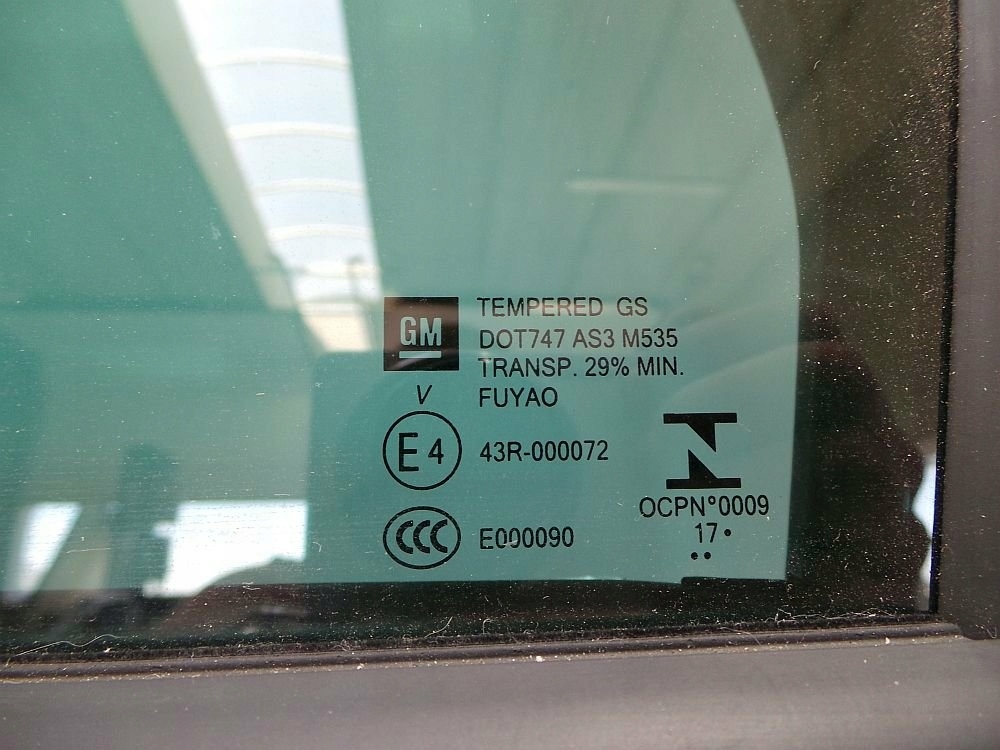 GM
TEMPERED GS
DOT747 AS3 M535
TRANSP. 29% MIN.
V
FUYAO
E4
43R-000072
OCPN°0009
17•
••
CCC
E000090